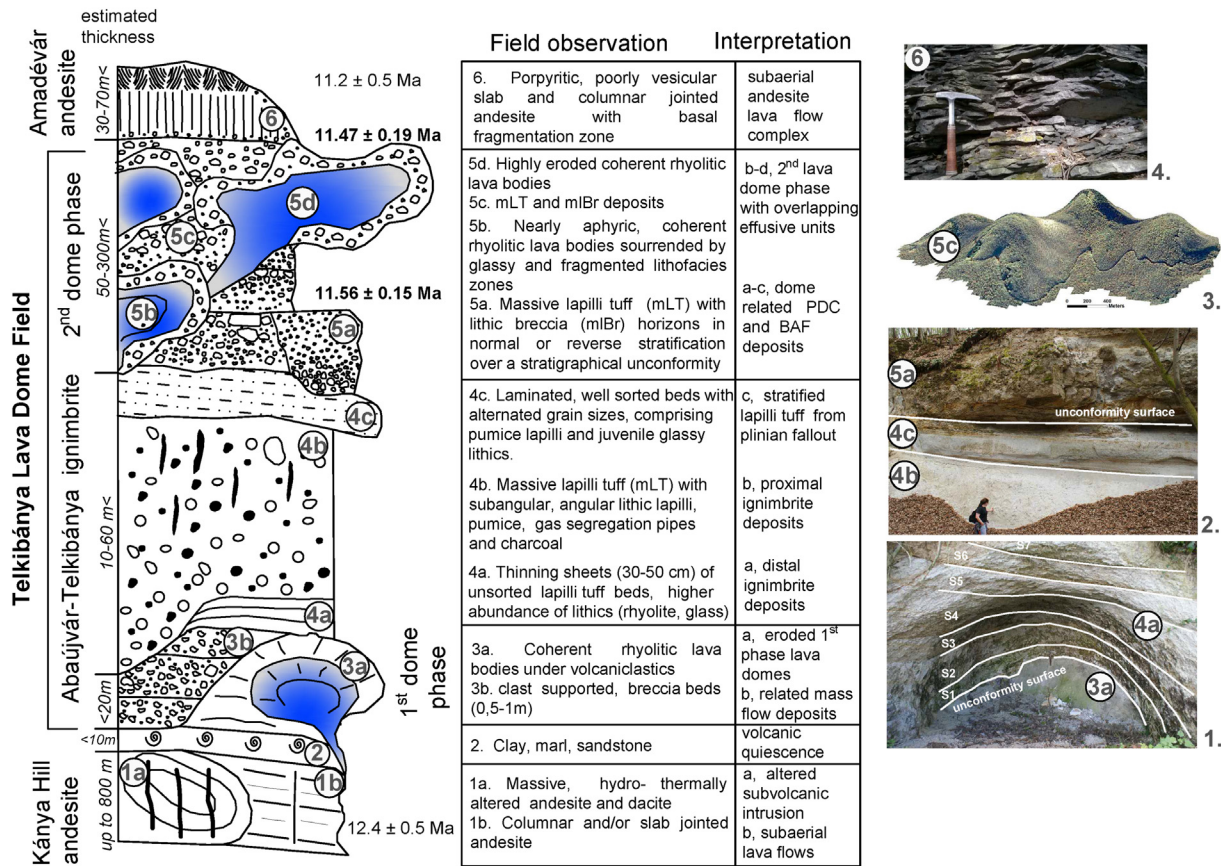 estimated
thickness
Field observation
Interpretation
Amadévár
andesite
30-70m<
11.2 ± 0.5 Ma
11.47 ± 0.19 Ma
6
6. Porpyritic, poorly vesicular
slab and columnar jointed
andesite with basal
fragmentation zone
subaerial
andesite
lava flow
complex
6
4.
Telkibánya Lava Dome Field
2nd dome phase
50-300m<
5d
5c
5b
5a
11.56 ± 0.15 Ma
5d. Highly eroded coherent rhyolitic
lava bodies
5c. mLT and mlBr deposits
5b. Nearly aphyric, coherent
rhyolitic lava bodies sourrended by
glassy and fragmented lithofacies
zones
5a. Massive lapilli tuff (mLT) with
lithic breccia (mlBr) horizons in
normal or reverse stratification
over a stratigraphical unconformity
b-d, 2nd lava
dome phase
with overlapping
effusive units
a-c, dome
related PDC
and BAF
deposits
5c
0 200 400
Meters
3.
Abaújvár-Telkibánya ignimbrite
10-60 m<
4c
4b
4a
4c. Laminated, well sorted beds with
alternated grain sizes, comprising
pumice lapilli and juvenile glassy
lithics.
4b. Massive lapilli tuff (mLT) with
subangular, angular lithic lapilli,
pumice, gas segregation pipes
and charcoal
4a. Thinning sheets (30-50 cm) of
unsorted lapilli tuff beds, higher
abundance of lithics (rhyolite, glass)
c, stratified
lapilli tuff from
plinian fallout
b, proximal
ignimbrite
deposits
a, distal
ignimbrite
deposits
5a
unconformity surface
4c
4b
2.
<20m
3b
3a
1st dome
phase
3a. Coherent rhyolitic lava
bodies under volcaniclastics
3b. clast supported, breccia beds
(0,5-1m)
a, eroded 1st
phase lava
domes
b, related mass
flow deposits
S6
S5
S4
S3
S2
S1
4a
unconformity surface
3a
1.
<10m
2
2. Clay, marl, sandstone
volcanic
quiescence
Kánya Hill
andesite
up to 800 m
1a
1b
12.4 ± 0.5 Ma
1a. Massive, hydro- thermally
altered andesite and dacite
1b. Columnar and/or slab jointed
andesite
a, altered
subvolcanic
intrusion
b, subaerial
lava flows